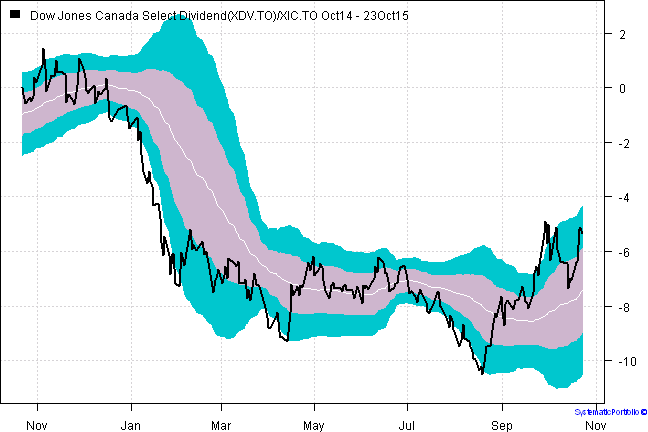 Dow Jones Canada Select Dividend(XDV.TO)/XIC.TO Oct14 - 23Oct15
2
0
-2
-4
-6
-8
-10
Nov Jan Mar May Jul Sep Nov
SystematicPortfolio ©